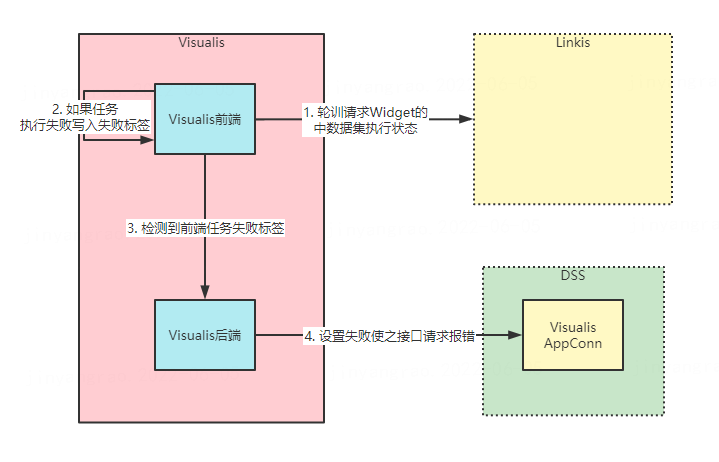 Visualis
Linkis
2. 如果任务
执行失败写入失败标签
Visualis前端
1. 轮训请求Widget的
中数据集执行状态
3. 检测到前端任务失败标签
DSS
Visualis后端
4. 设置失败使之接口请求报错
Visualis
AppConn